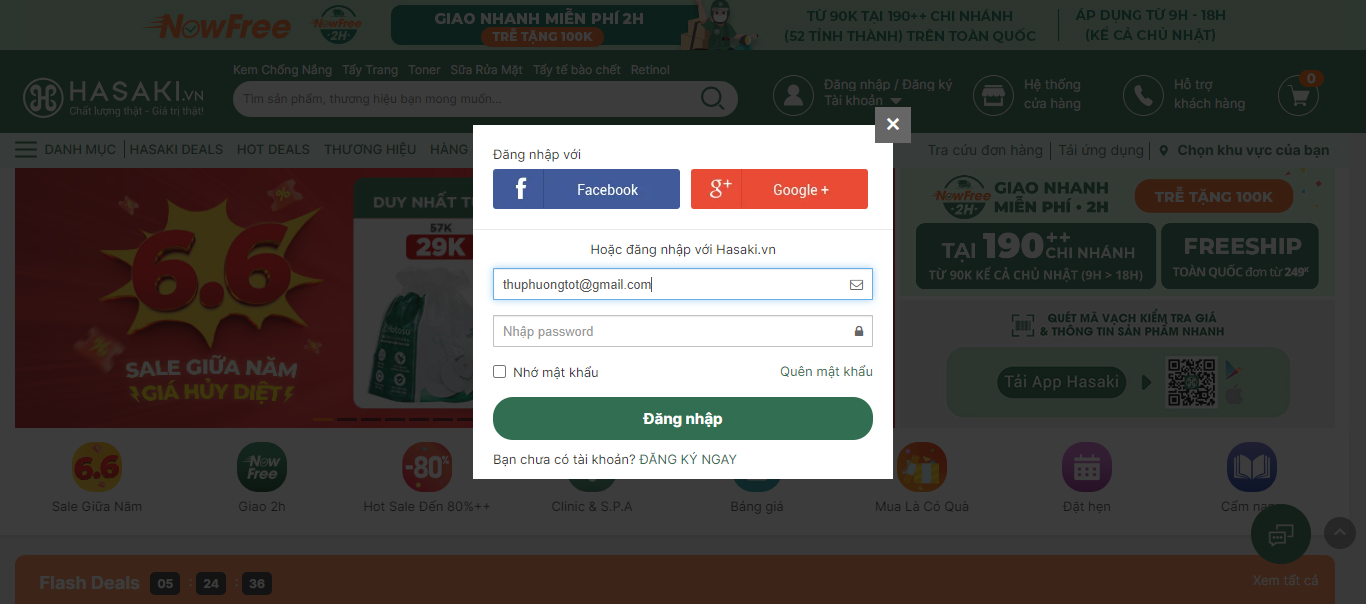 NowFree
NowFree
2H
GIAO NHANH MIỄN PHÍ 2H
TRỄ TẶNG 100K
TỪ 90K TẠI 190++ CHI NHÁNH
(52 TỈNH THÀNH) TRÊN TOÀN QUỐC
ÁP DỤNG TỪ 9H - 18H
(KỂ CẢ CHỦ NHẬT)
HASAKI.VN
Chất lượng thật - Giá trị thật!
Kem Chống Nắng Tẩy Trang Toner Sữa Rửa Mặt Tẩy tế bào chết Retinol
Tìm sản phẩm, thương hiệu bạn mong muốn...
Đăng nhập / Đăng ký
Tài khoản
Hệ thống
cửa hàng
Hỗ trợ
khách hàng
0
DANH MỤC HASAKI DEALS HOT DEALS THƯƠNG HIỆU HÀNG
Tra cứu đơn hàng Tải ứng dụng Chọn khu vực của bạn
Đăng nhập với
f Facebook
g+ Google +
Hoặc đăng nhập với Hasaki.vn
thuphuongtot@gmail.com
Nhập password
Nhớ mật khẩu
Quên mật khẩu
Đăng nhập
Bạn chưa có tài khoản? ĐĂNG KÝ NGAY
6.6
SALE GIỮA NĂM
GIÁ HỦY DIỆT
DUY NHẤT T
57K
29K
NowFree
2H
GIAO NHANH
MIỄN PHÍ • 2H
TRỄ TẶNG 100K
TẠI 190++ CHI NHÁNH
TỪ 90K KỂ CẢ CHỦ NHẬT (9H > 18H)
FREESHIP
TOÀN QUỐC đơn từ 249K
QUÉT MÃ VẠCH KIỂM TRA GIÁ
& THÔNG TIN SẢN PHẨM NHANH
Tải App Hasaki
6.6
Now
Free
-80%
Sale Giữa Năm
Giao 2h
Hot Sale Đến 80%++
Clinic & S.P.A
Bảng giá
Mua Là Có Quà
Đặt hẹn
Cẩm nang
Flash Deals 05 : 24 : 36
Xem tất cả